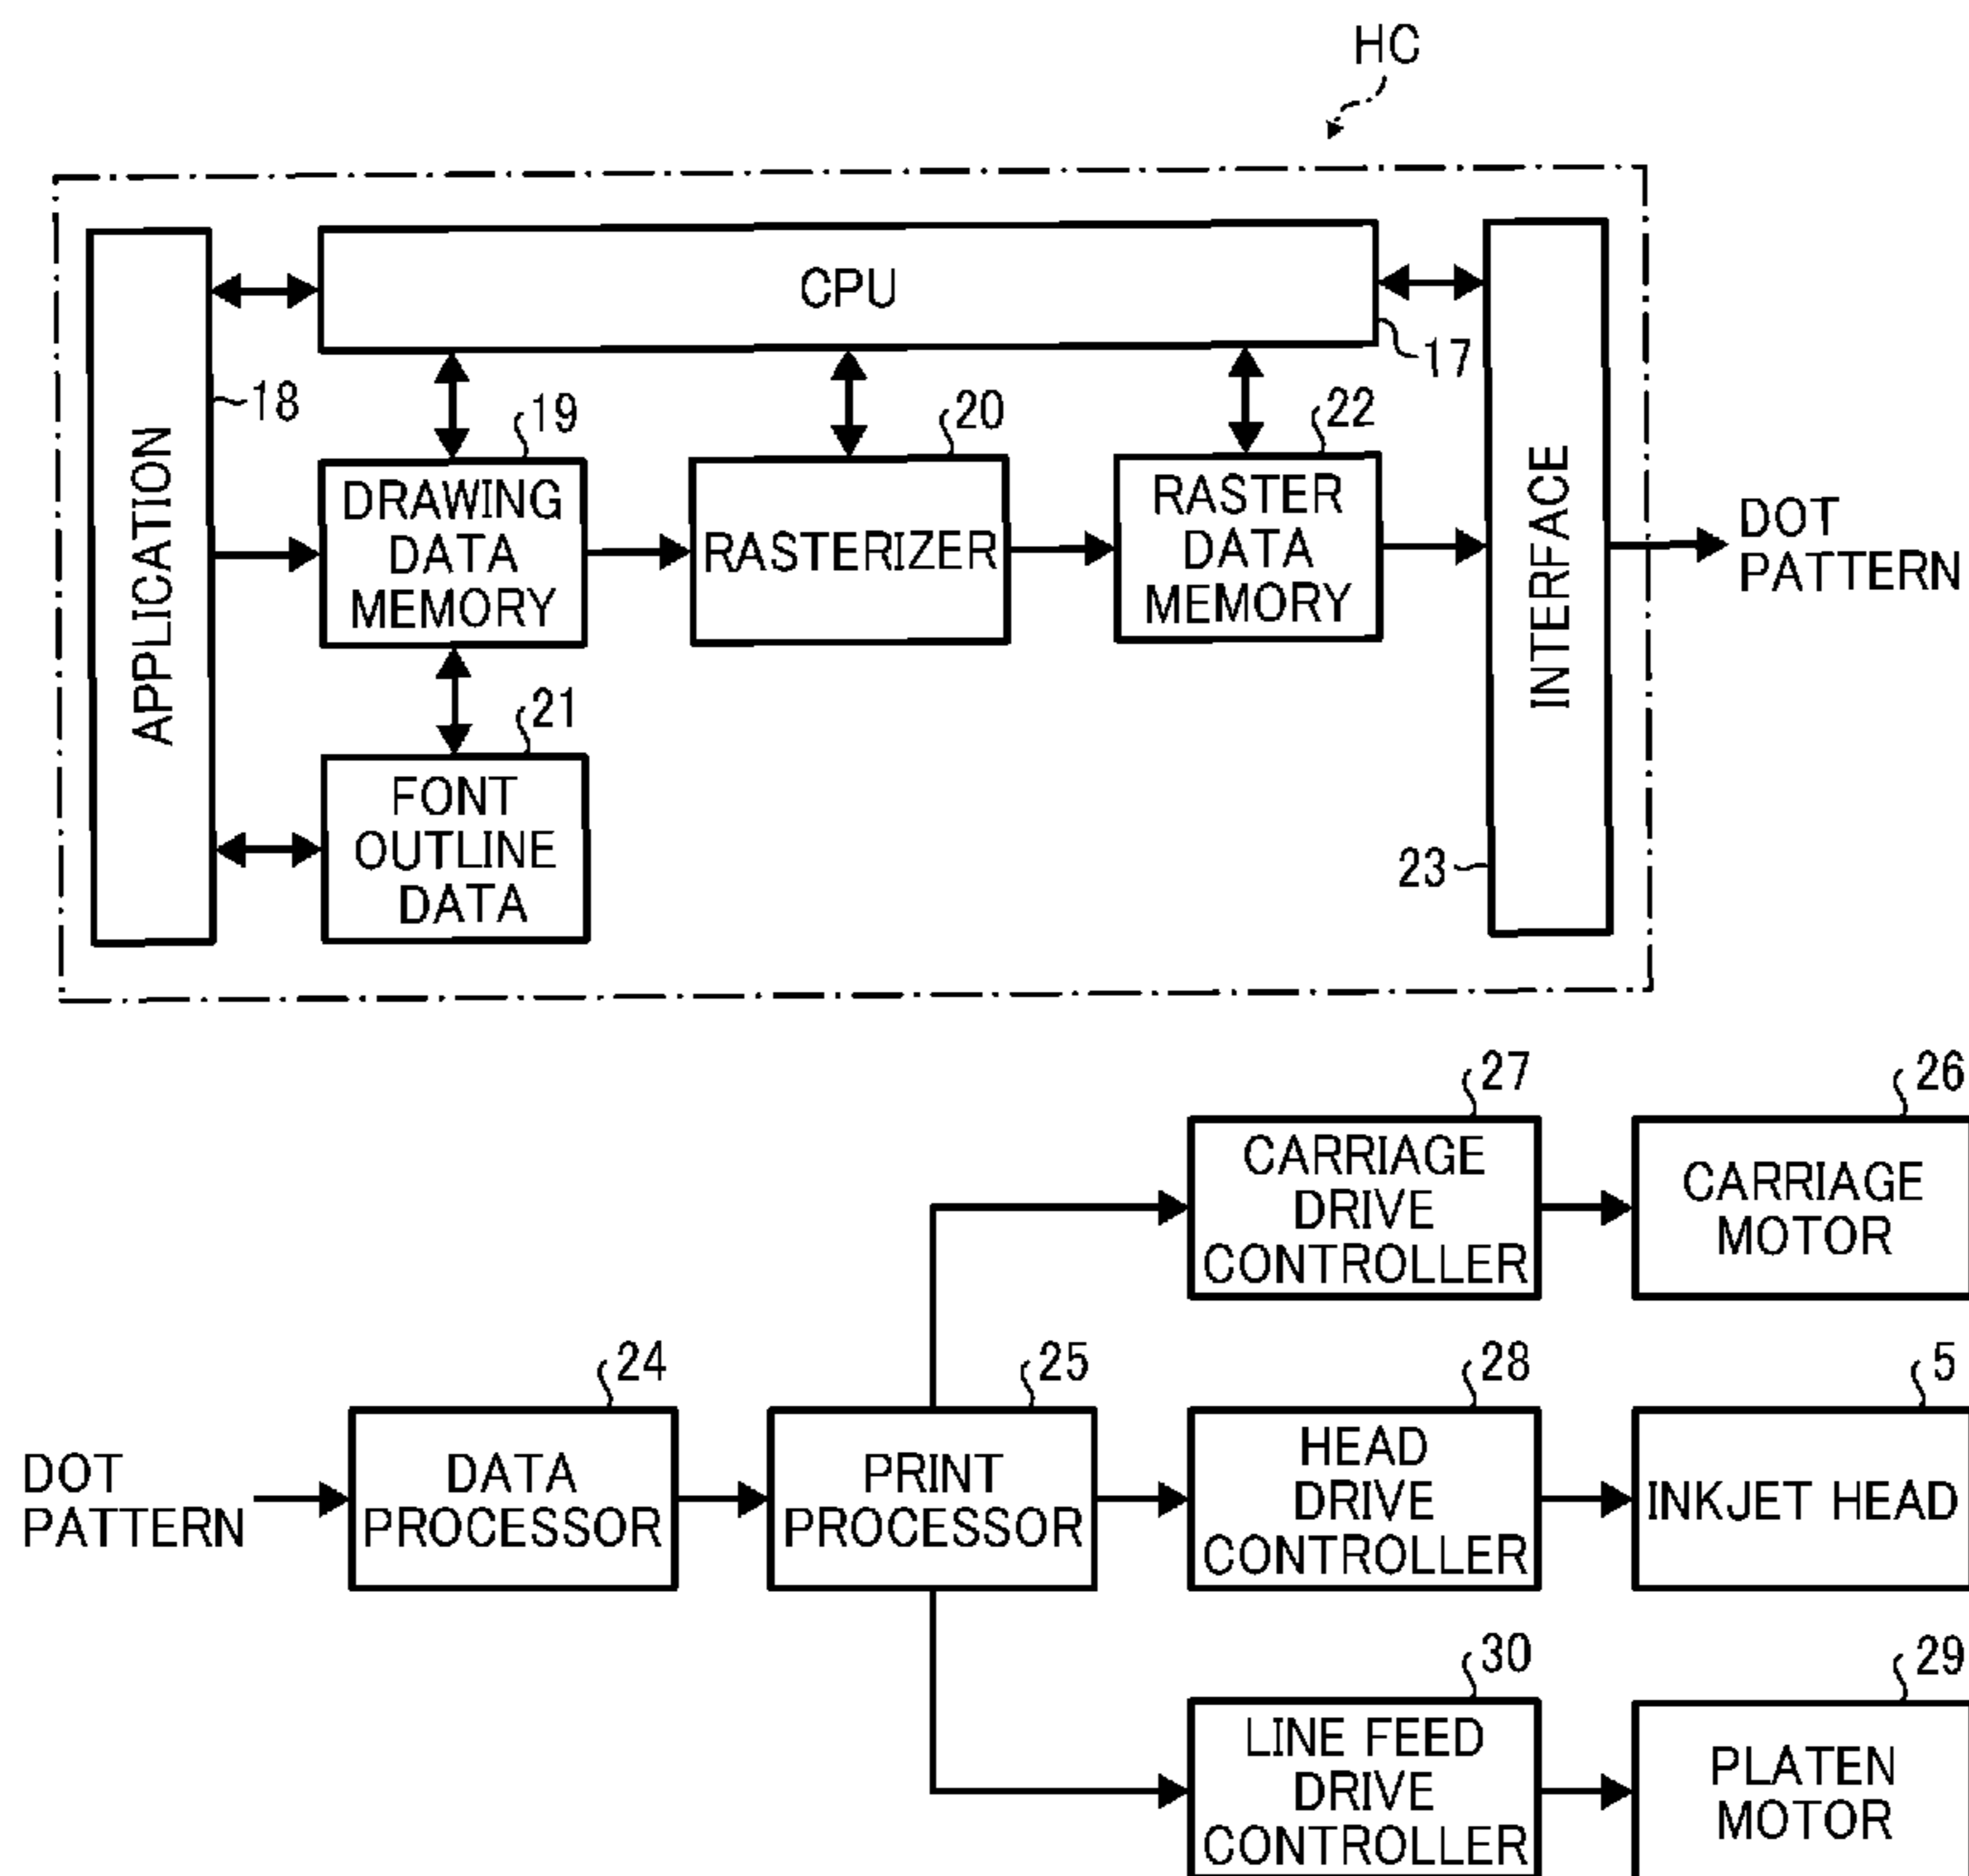 HC
CPU
17
18
APPLICATION
19
DRAWING
DATA
MEMORY
20
RASTERIZER
22
RASTER
DATA
MEMORY
INTERFACE
23
DOT
PATTERN
21
FONT
OUTLINE
DATA
27
CARRIAGE
DRIVE
CONTROLLER
26
CARRIAGE
MOTOR
DOT
PATTERN
24
DATA
PROCESSOR
25
PRINT
PROCESSOR
28
HEAD
DRIVE
CONTROLLER
5
INKJET HEAD
30
LINE FEED
DRIVE
CONTROLLER
29
PLATEN
MOTOR